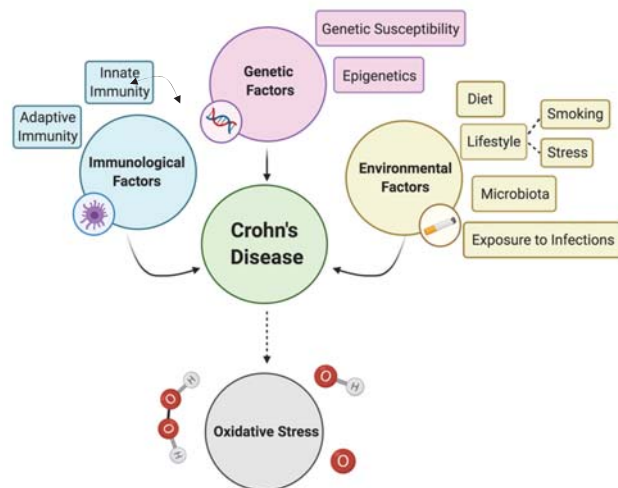 Genetic Susceptibility
Genetic
Factors
Epigenetics
Innate
Immunity
Adaptive
Immunity
Immunological
Factors
Diet
Lifestyle
Smoking
Stress
Environmental
Factors
Microbiota
Exposure to Infections
Crohn's
Disease
H
O
O
H
O
H
Oxidative Stress
O